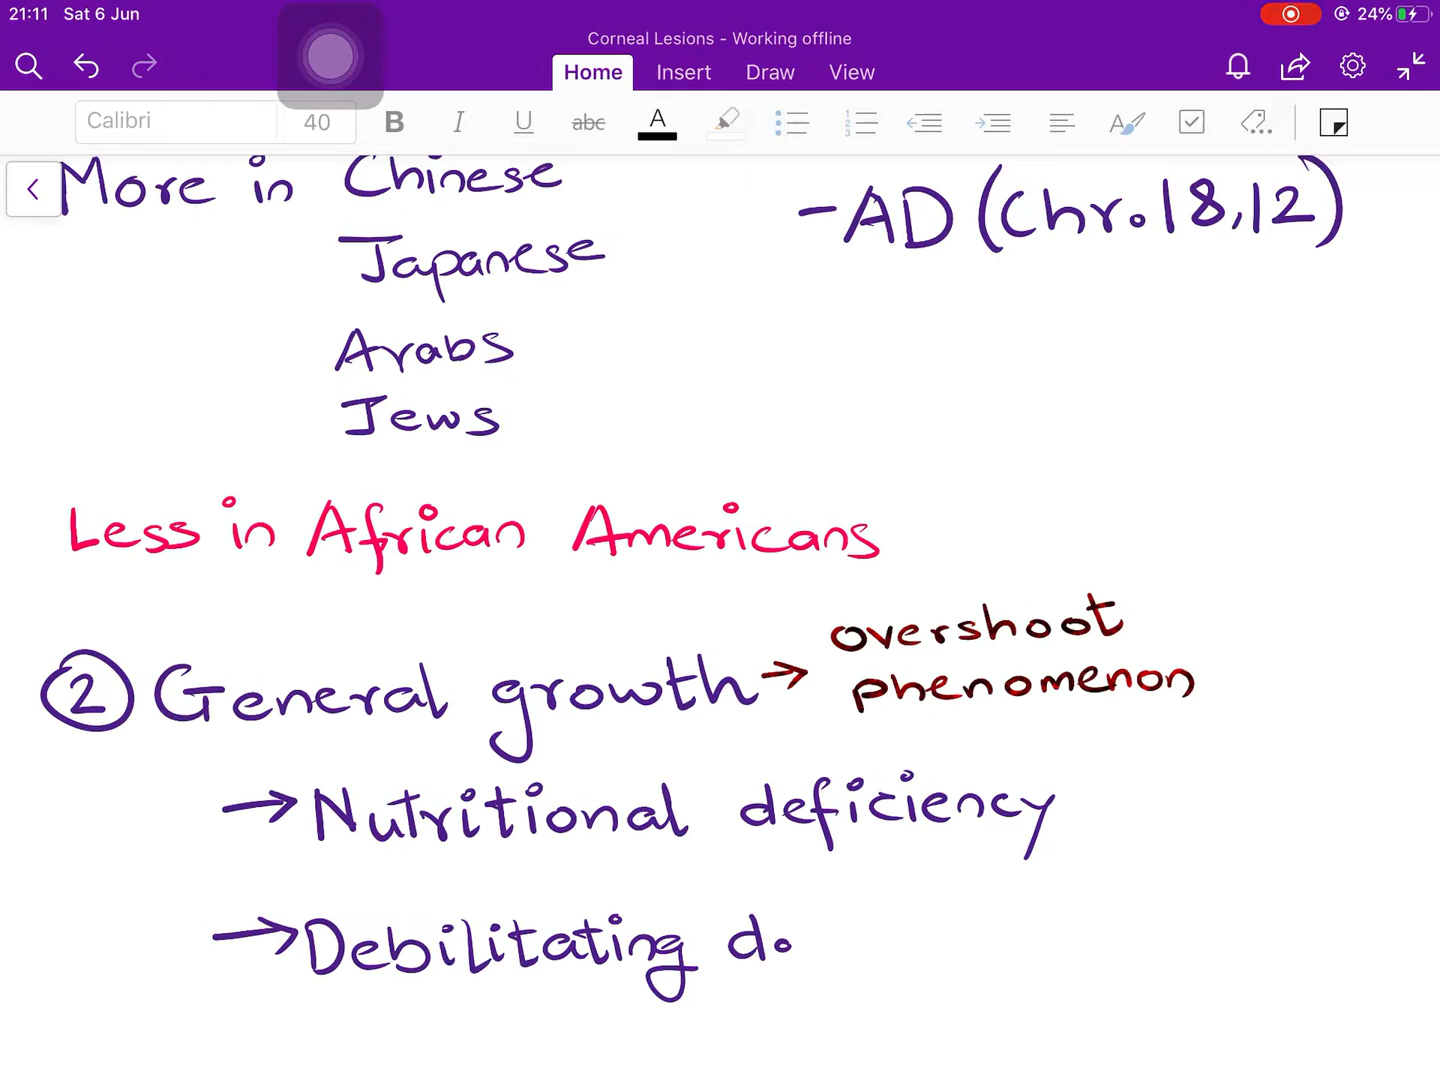 21:11 Sat 6 Jun 24%
Corneal Lesions - Working offline
Home Insert Draw View
Calibri 40 B I U abc A
More in Chinese
Japanese
Arabs
Jews
-AD (Chr.18,12)
Less in African Americans
2 General growth → overshoot
phenomenon
→ Nutritional deficiency
→ Debilitating do